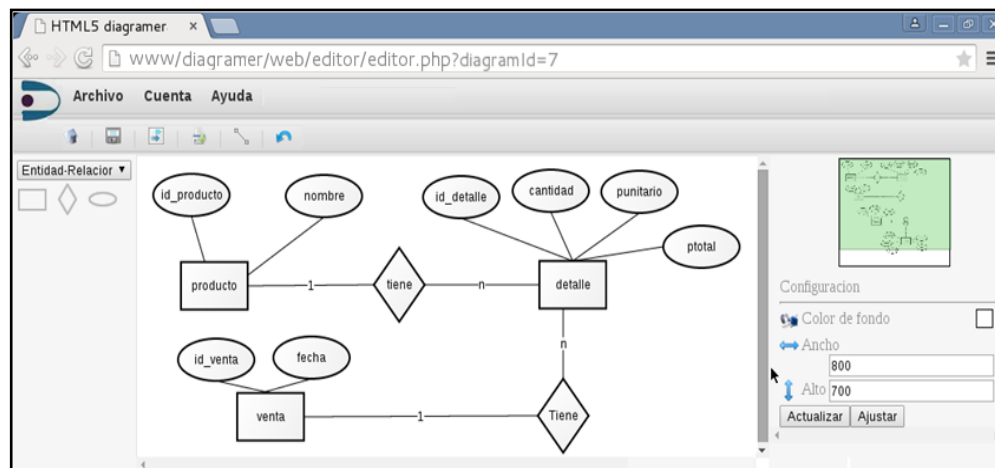 HTML5 diagramer
www/diagramer/web/editor/editor.php?diagramId=7
Archivo Cuenta Ayuda
Entidad-Relacior
id_producto
nombre
id_detalle
cantidad
punitario
ptotal
producto
1
tiene
n
detalle
n
id_venta
fecha
venta
1
Tiene
Configuracion
Color de fondo
Ancho
800
Alto 700
Actualizar Ajustar